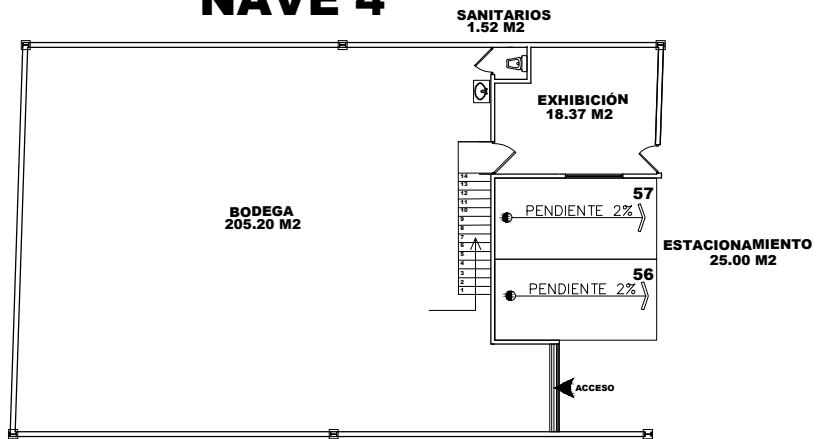 NAVE 4
SANITARIOS
1.52 M2
EXHIBICIÓN
18.37 M2
BODEGA
205.20 M2
14
13
12
11
10
9
8
7
6
5
4
3
2
1
57
PENDIENTE 2%
ESTACIONAMIENTO
25.00 M2
56
PENDIENTE 2%
ACCESO